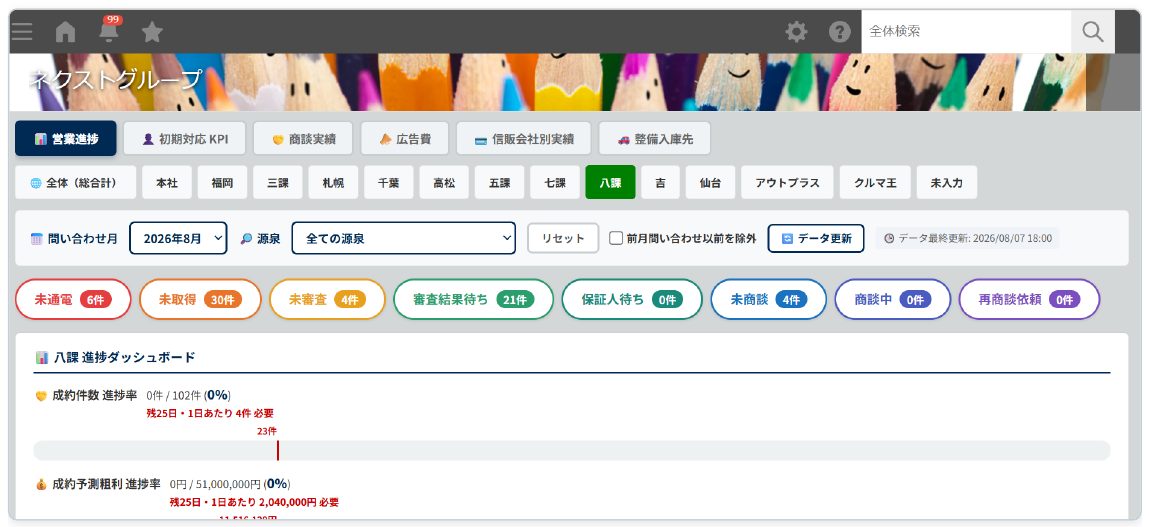 99
全体検索
ネクストグループ
営業進捗 初期対応 KPI 商談実績 広告費 信販会社別実績 整備入庫先
全体（総合計） 本社 福岡 三課 札幌 千葉 高松 五課 七課 八課 吉 仙台 アウトプラス クルマ王 未入力
問い合わせ月 2026年8月 源泉 全ての源泉 リセット 前月問い合わせ以前を除外 データ更新 データ最終更新: 2026/08/07 18:00
未通電 6件 未取得 30件 未審査 4件 審査結果待ち 21件 保証人待ち 0件 未商談 4件 商談中 0件 再商談依頼 0件
八課 進捗ダッシュボード
成約件数 進捗率 0件 / 102件 (0%)
残25日・1日あたり 4件 必要
23件
成約予測粗利 進捗率 0円 / 51,000,000円 (0%)
残25日・1日あたり 2,040,000円 必要